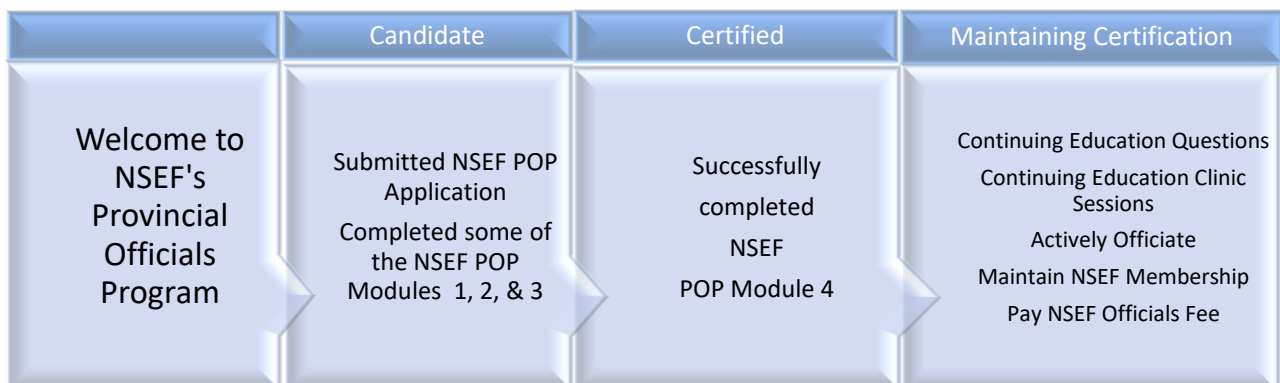 Candidate
Certified
Maintaining Certification
Welcome to
NSEF's
Provincial
Officials
Program
Submitted NSEF POP
Application
Completed some of
the NSEF POP
Modules 1, 2, & 3
Successfully
completed
NSEF
POP Module 4
Continuing Education Questions
Continuing Education Clinic
Sessions
Actively Officiate
Maintain NSEF Membership
Pay NSEF Officials Fee